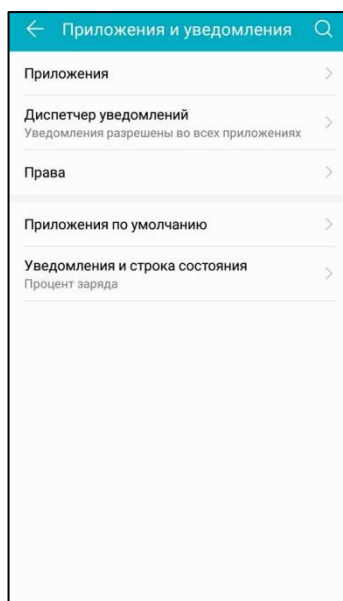 Приложения и уведомления
Приложения
Диспетчер уведомлений
Уведомления разрешены во всех приложениях
Права
Приложения по умолчанию
Уведомления и строка состояния
Процент заряда